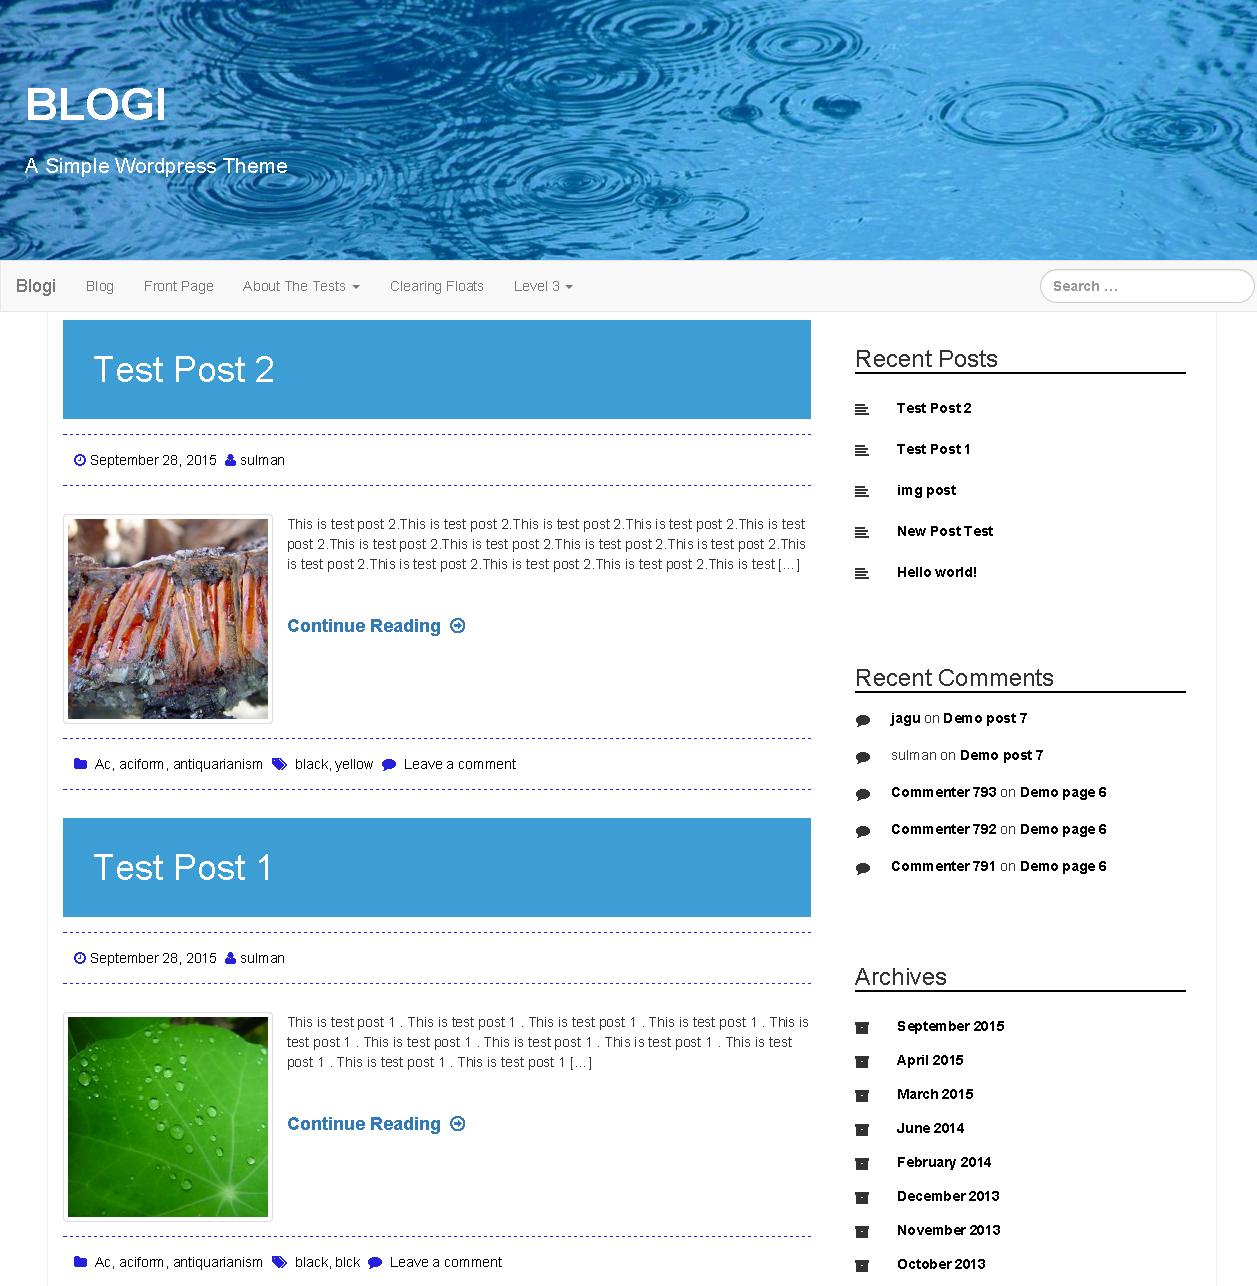 BLOGI
A Simple Wordpress Theme
Blogi Blog Front Page About The Tests Clearing Floats Level 3 Search ...
Test Post 2
September 28, 2015 sulman
This is test post 2.This is test post 2.This is test post 2.This is test post 2.This is test
post 2.This is test post 2.This is test post 2.This is test post 2.This is test post 2.This
is test post 2.This is test post 2.This is test post 2.This is test post 2.This is test [...]
Continue Reading
Ac, aciform, antiquarianism black, yellow Leave a comment
Test Post 1
September 28, 2015 sulman
This is test post 1 . This is test post 1 . This is test post 1 . This is test post 1 . This is
test post 1 . This is test post 1 . This is test post 1 . This is test post 1 . This is test
post 1 . This is test post 1 . This is test post 1 [...]
Continue Reading
Ac, aciform, antiquarianism black, blck Leave a comment
Recent Posts
Test Post 2
Test Post 1
img post
New Post Test
Hello world!
Recent Comments
jagu on Demo post 7
sulman on Demo post 7
Commenter 793 on Demo page 6
Commenter 792 on Demo page 6
Commenter 791 on Demo page 6
Archives
September 2015
April 2015
March 2015
June 2014
February 2014
December 2013
November 2013
October 2013